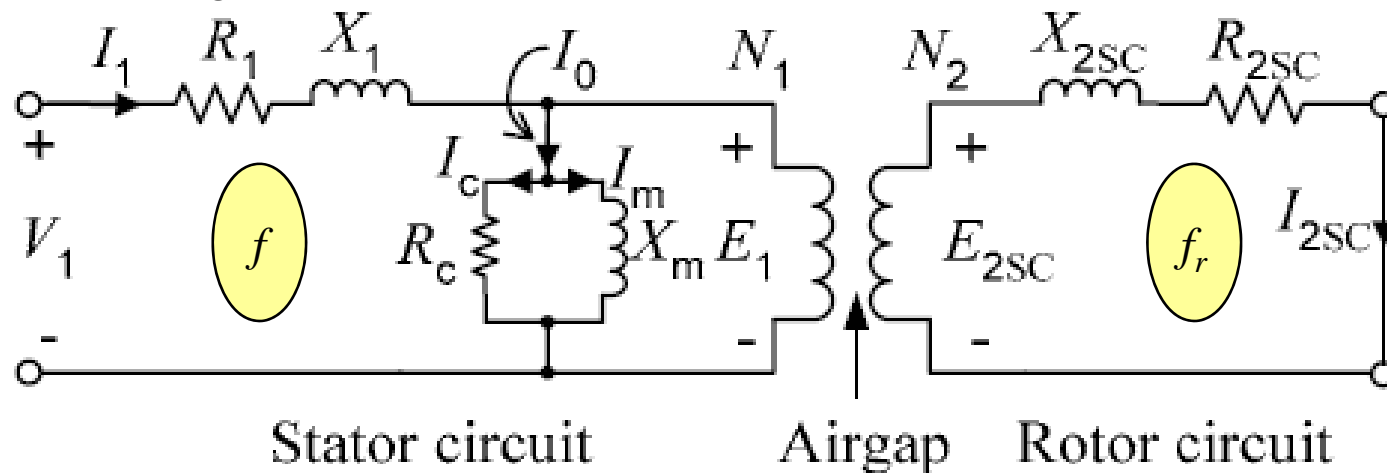 I1 R1 X1 I0 N1 N2 X2SC R2SC
+ + +
Ic Im
V1 f Rc Xm E1 E2SC fr I2SC
- - -
Stator circuit Airgap Rotor circuit